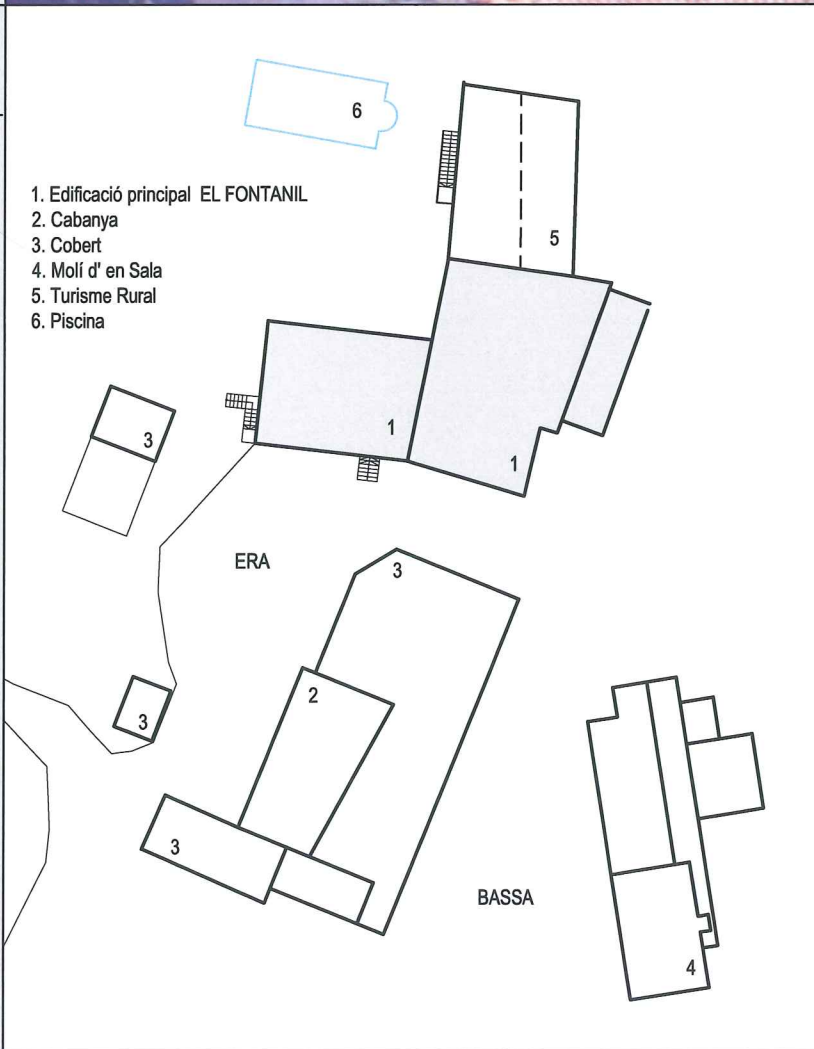 6
1. Edificació principal EL FONTANIL
2. Cabanya
3. Cobert
4. Molí d' en Sala
5. Turisme Rural
6. Piscina
5
1
3
1
ERA
3
2
3
3
BASSA
4